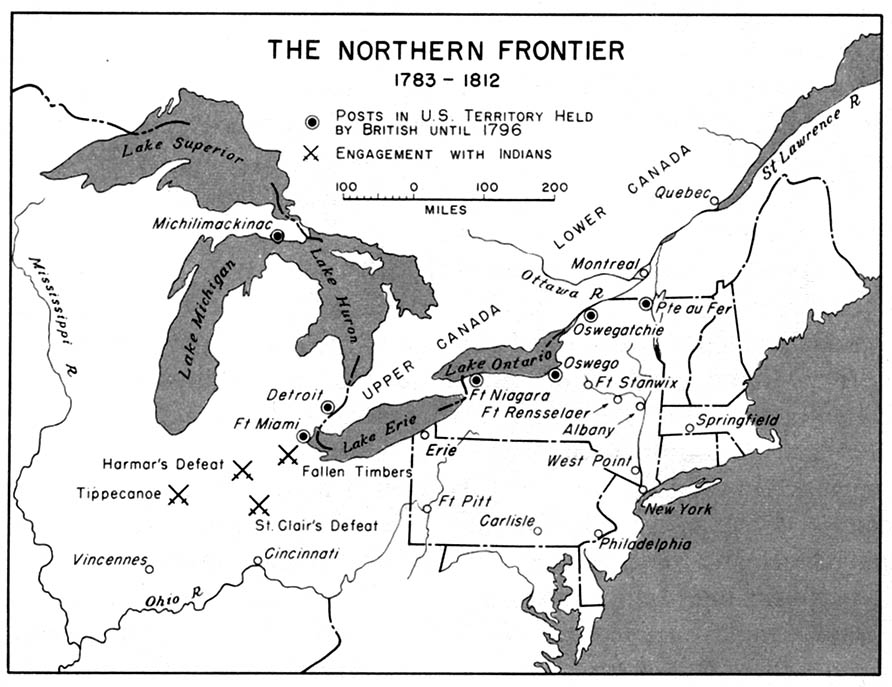 THE NORTHERN FRONTIER
1783 - 1812
POSTS IN U.S. TERRITORY HELD
BY BRITISH UNTIL 1796
ENGAGEMENT WITH INDIANS
100 0 100 200
MILES
Lake Superior
St Lawrence R
LOWER CANADA
Quebec
Michilimackinac
Montreal
Mississippi R
Lake Michigan
Lake Huron
Ottawa R
Pte au Fer
Oswegatchie
UPPER CANADA
Lake Ontario
Oswego
Ft Stanwix
Detroit
Ft Niagara
Ft Rensselaer
Ft Miami
Lake Erie
Albany
Springfield
Erie
Harmar's Defeat
Fallen Timbers
West Point
Tippecanoe
Ft Pitt
New York
St. Clair's Defeat
Carlisle
Philadelphia
Vincennes
Cincinnati
Ohio R